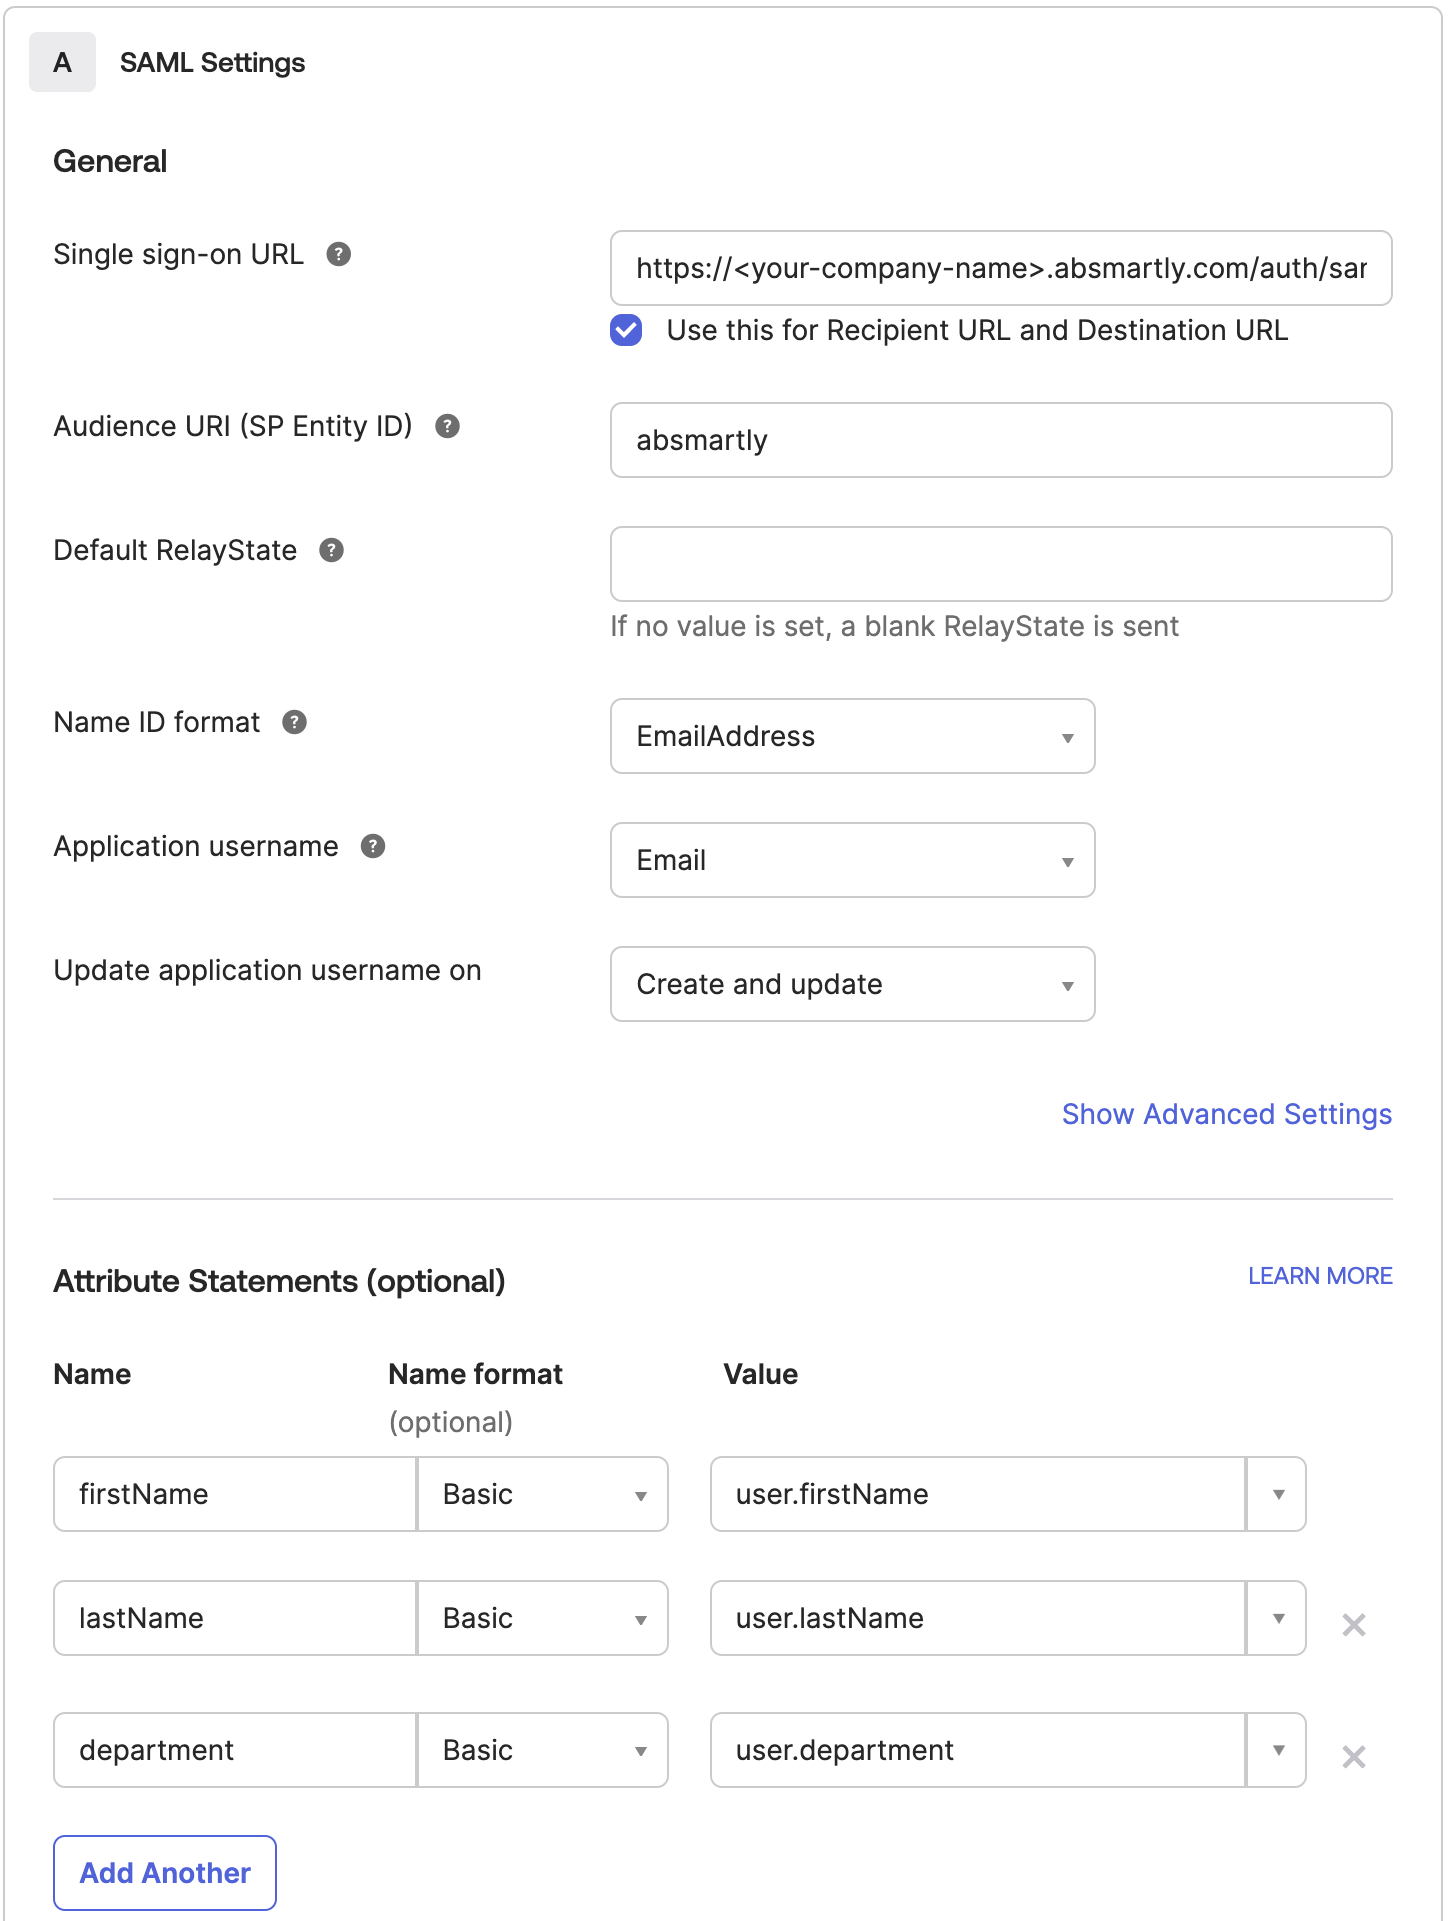 A SAML Settings
General
Single sign-on URL ?
https://<your-company-name>.absmartly.com/auth/sar
Use this for Recipient URL and Destination URL
Audience URI (SP Entity ID) ?
absmartly
Default RelayState ?
If no value is set, a blank RelayState is sent
Name ID format ?
EmailAddress
Application username ?
Email
Update application username on
Create and update
Show Advanced Settings
Attribute Statements (optional)
LEARN MORE
Name Name format Value
(optional)
firstName Basic user.firstName
lastName Basic user.lastName
department Basic user.department
Add Another